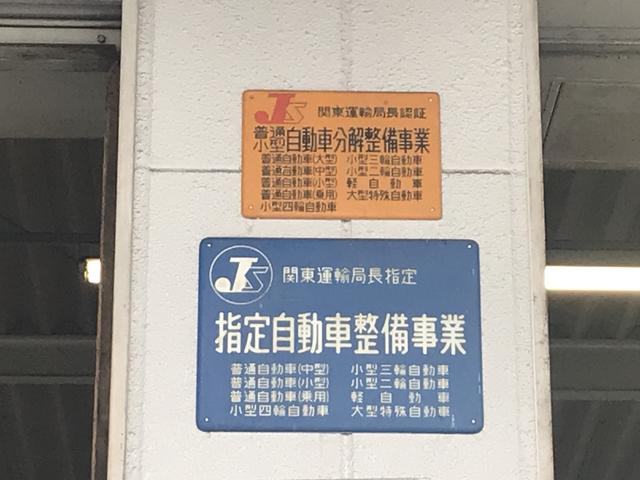 JS 関東運輸局長認証
普通
小型 自動車分解整備事業
普通自動車(大型) 小型三輪自動車
普通自動車(中型) 小型二輪自動車
普通自動車(小型) 軽自動車
普通自動車(乗用) 大型特殊自動車
小型四輪自動車
JS 関東運輸局長指定
指定自動車整備事業
普通自動車(中型) 小型三輪自動車
普通自動車(小型) 小型二輪自動車
普通自動車(乗用) 軽自動車
小型四輪自動車 大型特殊自動車